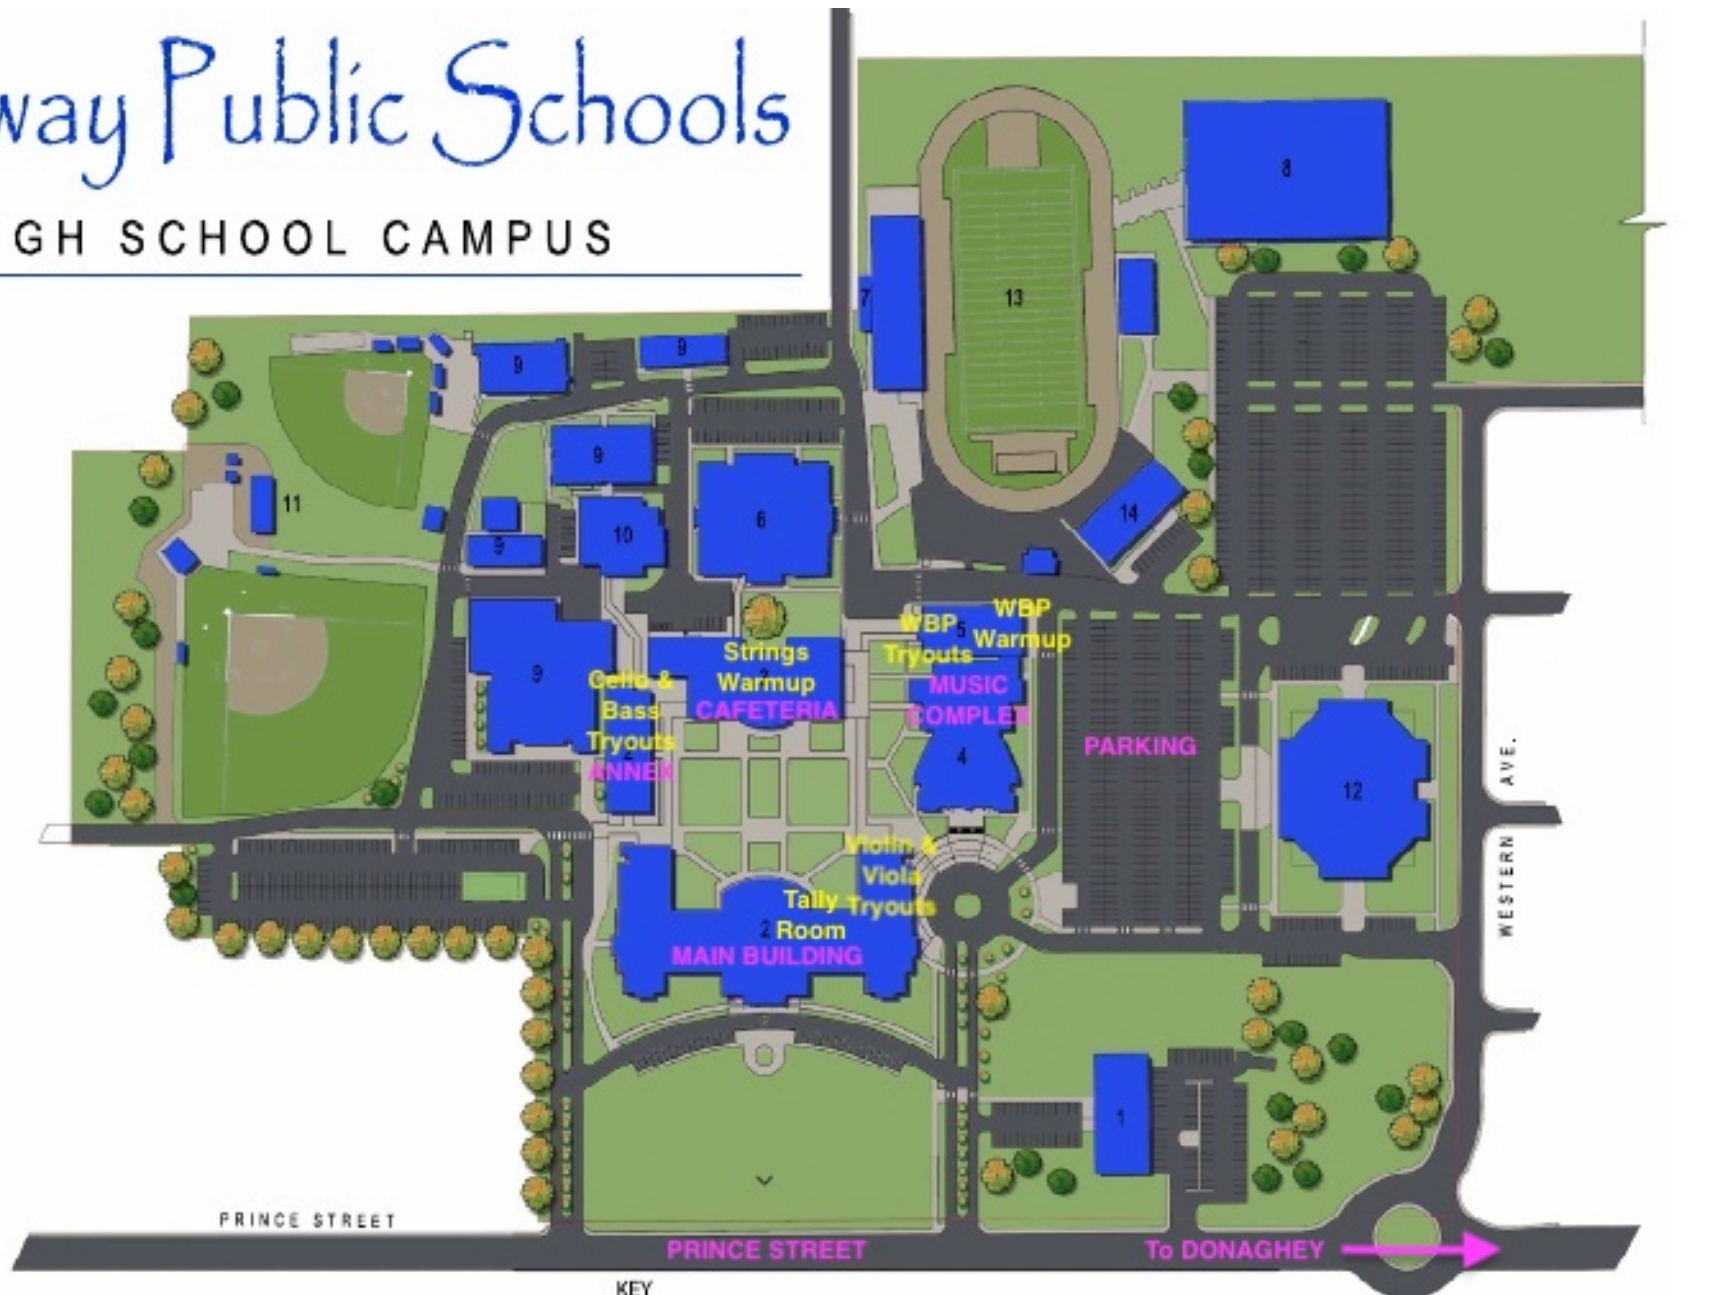 way Public Schools
GH SCHOOL CAMPUS
8
7
13
9
9
9
11
6
14
10
9
WBP
Warmup
WBP
Tryouts
5
Strings
Warmup
CAFETERIA
9
Cello &
Bass
Tryouts
ANNEX
MUSIC
COMPLEX
4
PARKING
12
WESTERN AVE.
Violin &
Viola
Tryouts
Tally
Room
2
MAIN BUILDING
1
PRINCE STREET
PRINCE STREET
To DONAGHEY
KEY